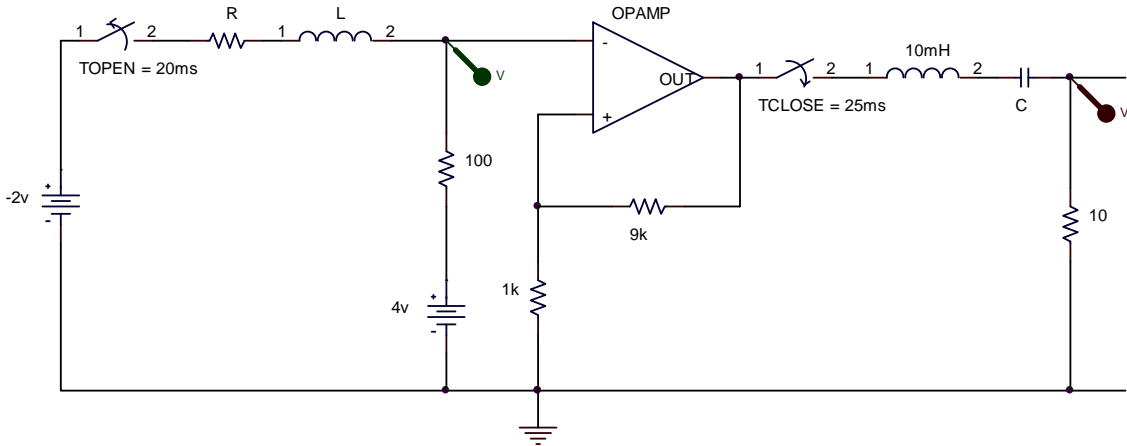 OPAMP
R
L
1
2
1
2
-
+
OUT
V
TOPEN = 20ms
10mH
1
2
1
2
TCLOSE = 25ms
C
V
100
+
-2v
-
10
9k
1k
+
4v
-